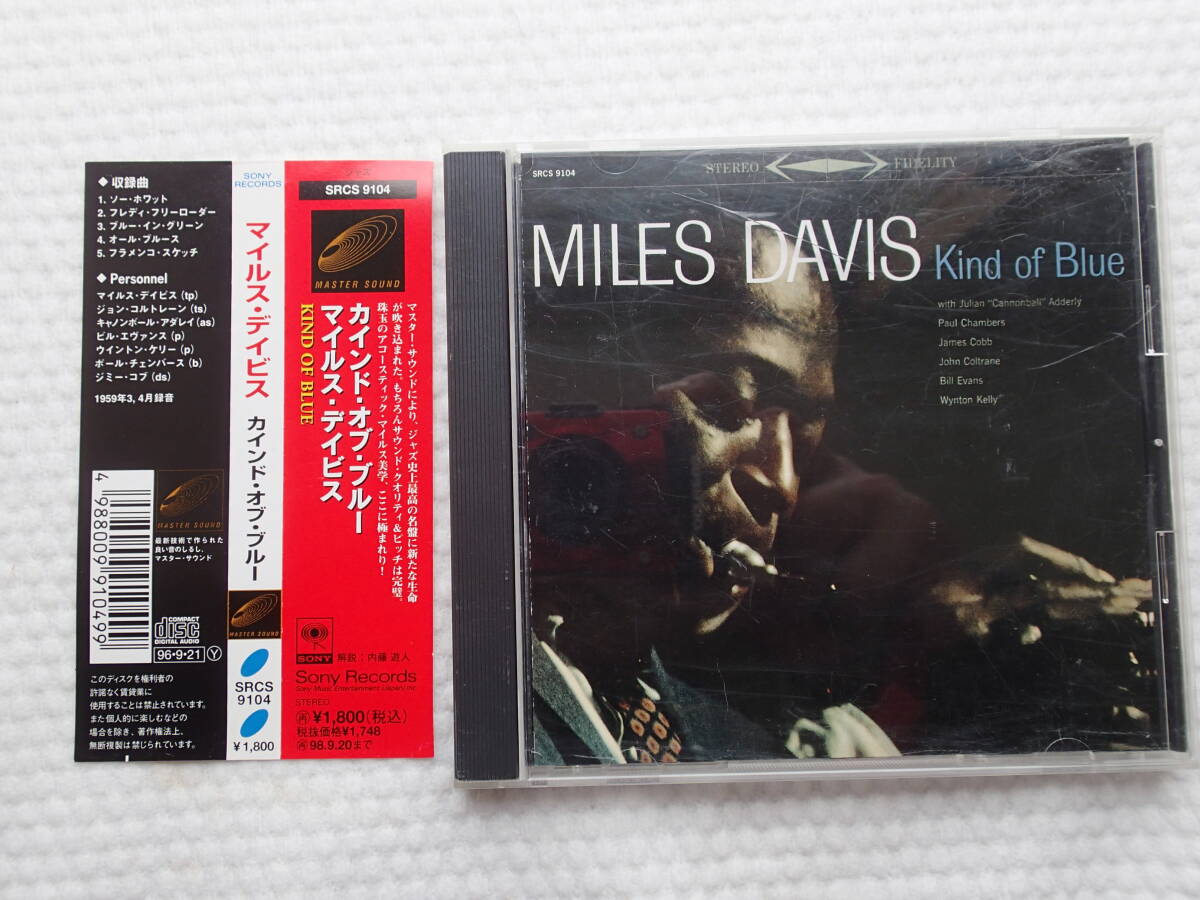 ◆ 収録曲
1. ソー・ホワット
2. フレディ・フリーローダー
3. ブルー・イン・グリーン
4. オール・ブルース
5. フラメンコ・スケッチ
◆ Personnel
マイルス・デイビス (tp)
ジョン・コルトレーン (ts)
キャノンボール・アダレイ (as)
ビル・エヴァンス (p)
ウイントン・ケリー (p)
ポール・チェンバース (b)
ジミー・コブ (ds)
1959年3, 4月録音
4988009910499
MASTER SOUND
最新技術で作られた
良い音のしるし、
マスター・サウンド
COMPACT
disc
DIGITAL AUDIO
96・9・21 Y
このディスクを権利者の
許諾なく賃貸業に
使用することは禁止されています。
また個人的に楽しむなどの
場合を除き、著作権法上、
無断複製は禁じられています。
SONY
RECORDS
マイルス・デイビス カインド・オブ・ブルー
MASTER SOUND
SRCS
9104
¥1,800
ジャズ
SRCS 9104
MASTER SOUND
マスター・サウンドにより、ジャズ史上最高の名盤に新たな生命
が吹き込まれた。もちろんサウンド・クオリティ&ピッチは完璧。
珠玉のアコースティック・マイルス美学、ここに極まれり!
カインド・オブ・ブルー
マイルス・デイビス
KIND OF BLUE
SONY
解説:内藤 遊人
Sony Records
Sony Music Entertainment (Japan) Inc.
STEREO
再 ¥1,800(税込)
税抜価格¥1,748
再 98.9.20まで
SRCS 9104
STEREO FIDELITY
MILES DAVIS Kind of Blue
with Julian "Cannonball" Adderly
Paul Chambers
James Cobb
John Coltrane
Bill Evans
Wynton Kelly